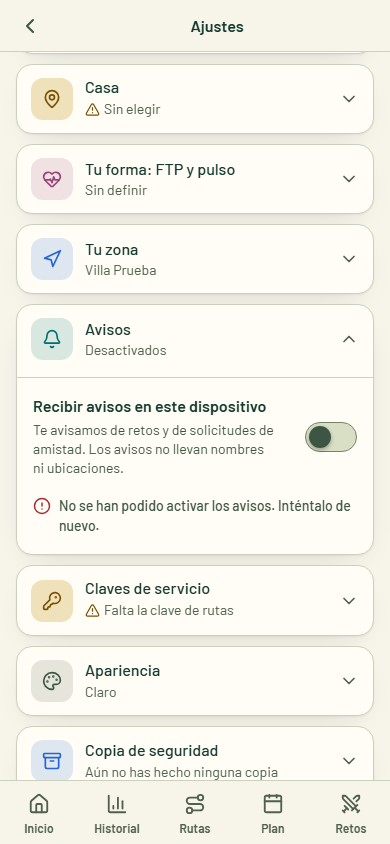 Ajustes
Casa
Sin elegir
Tu forma: FTP y pulso
Sin definir
Tu zona
Villa Prueba
Avisos
Desactivados
Recibir avisos en este dispositivo
Te avisamos de retos y de solicitudes de
amistad. Los avisos no llevan nombres
ni ubicaciones.
No se han podido activar los avisos. Inténtalo de
nuevo.
Claves de servicio
Falta la clave de rutas
Apariencia
Claro
Copia de seguridad
Aún no has hecho ninguna copia
Inicio
Historial
Rutas
Plan
Retos